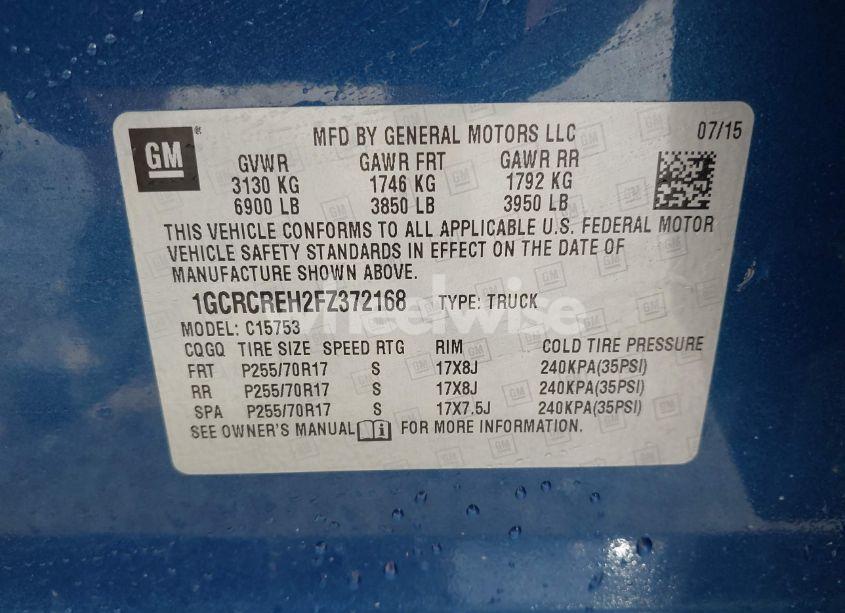 GM
MFD BY GENERAL MOTORS LLC 07/15
GVWR GAWR FRT GAWR RR
3130 KG 1746 KG 1792 KG
6900 LB 3850 LB 3950 LB
THIS VEHICLE CONFORMS TO ALL APPLICABLE U.S. FEDERAL MOTOR
VEHICLE SAFETY STANDARDS IN EFFECT ON THE DATE OF
MANUFACTURE SHOWN ABOVE.
1GCRCREH2FZ372168 TYPE: TRUCK
wheelwise
MODEL: C15753
CQGQ TIRE SIZE SPEED RTG RIM COLD TIRE PRESSURE
FRT P255/70R17 S 17X8J 240KPA(35PSI)
RR P255/70R17 S 17X8J 240KPA(35PSI)
SPA P255/70R17 S 17X7.5J 240KPA(35PSI)
SEE OWNER'S MANUAL FOR MORE INFORMATION.